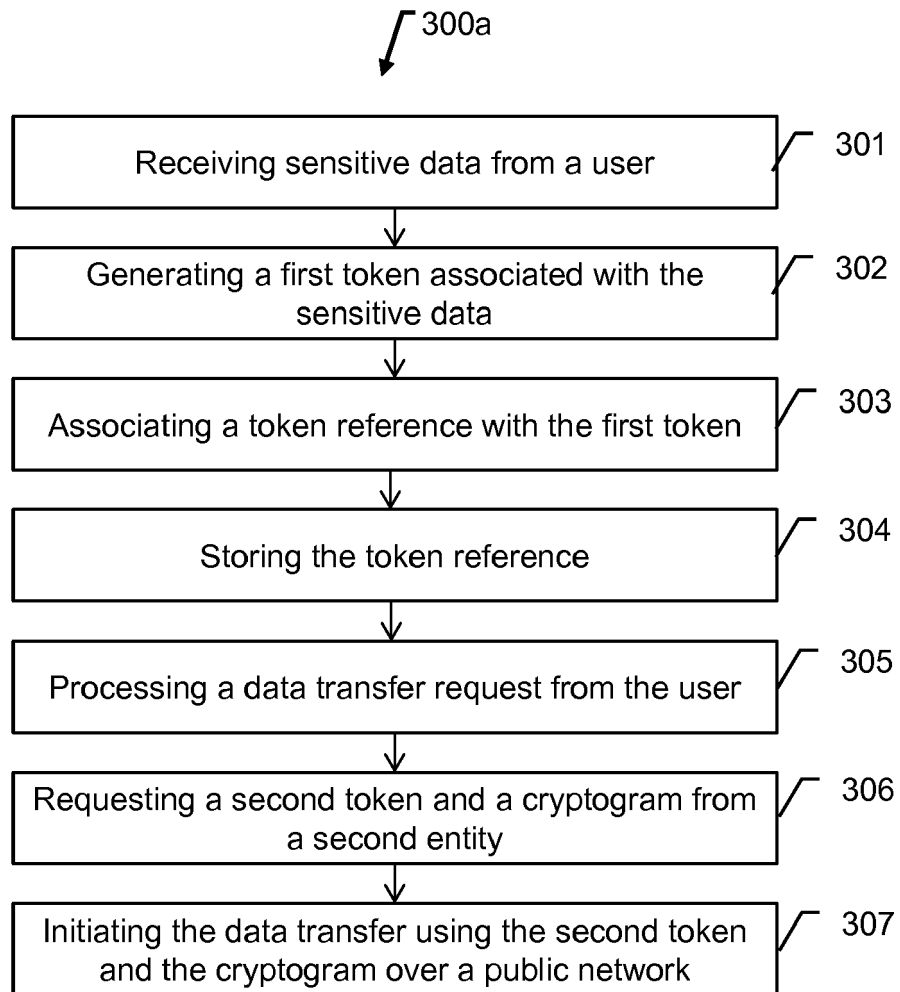 300a
Receiving sensitive data from a user
301
Generating a first token associated with the
sensitive data
302
Associating a token reference with the first token
303
Storing the token reference
304
Processing a data transfer request from the user
305
Requesting a second token and a cryptogram from
a second entity
306
Initiating the data transfer using the second token
and the cryptogram over a public network
307